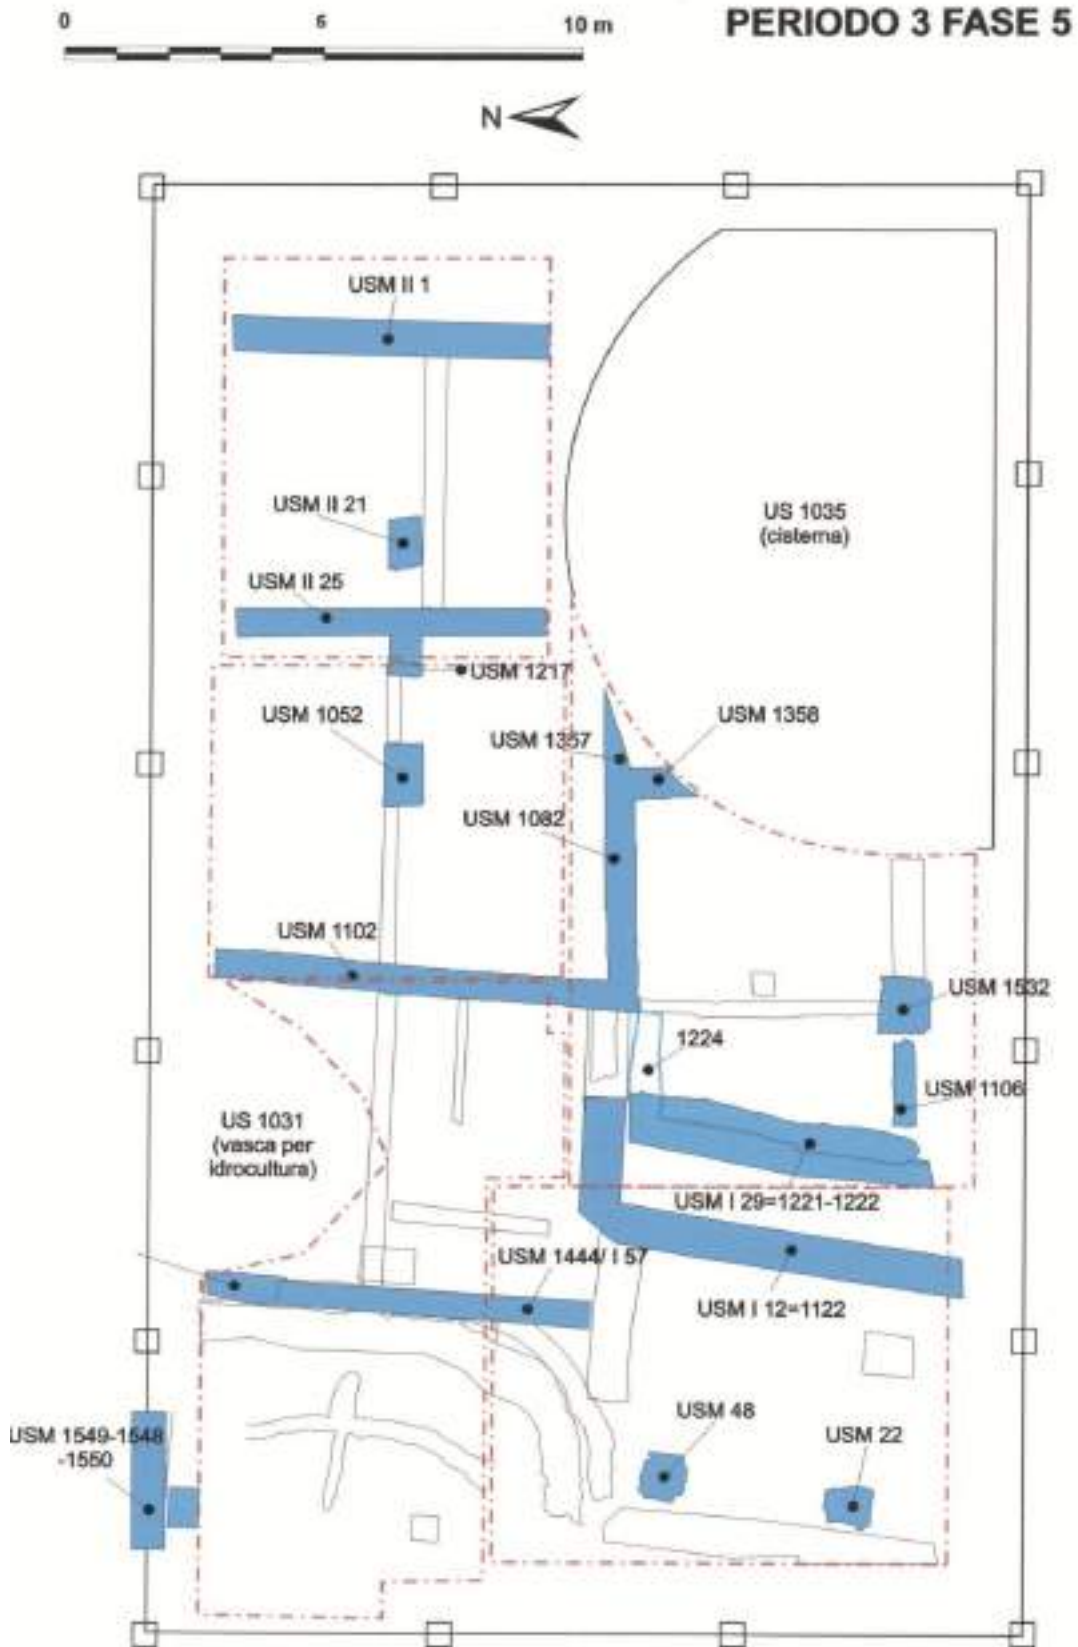 0 5 10 m
PERIODO 3 FASE 5
N
USM II 1
USM II 21
US 1035
(cisterna)
USM II 25
USM 1217
USM 1052
USM 1358
USM 1357
USM 1082
USM 1102
USM 1532
1224
USM 1106
US 1031
(vasca per
idrocultura)
USM I 29=1221-1222
USM 1444/ I 57
USM I 12=1122
USM 48
USM 1549-1548
-1550
USM 22